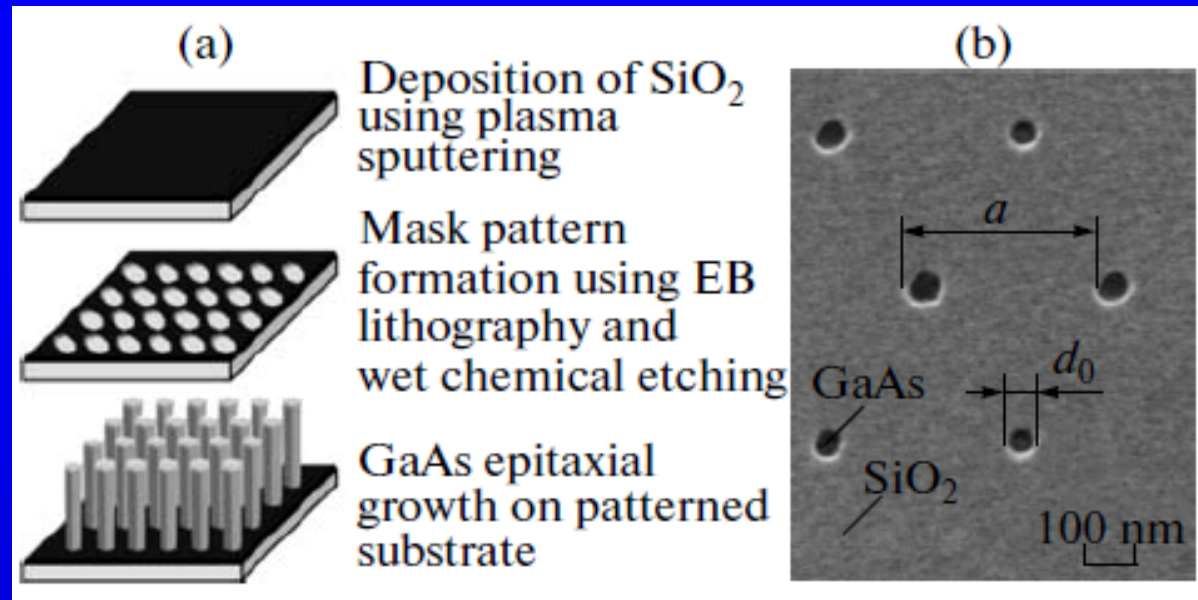 (a)
Deposition of SiO₂
using plasma
sputtering
Mask pattern
formation using EB
lithography and
wet chemical etching
GaAs epitaxial
growth on patterned
substrate
(b)
a
d₀
GaAs
SiO₂
100 nm